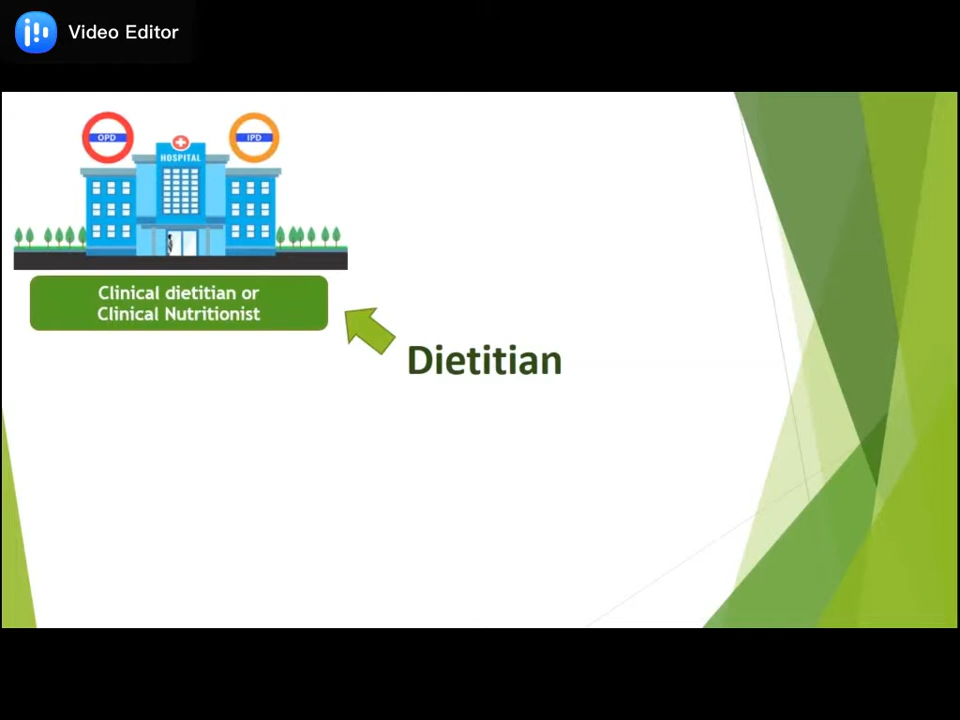 Video Editor
OPD
IPD
HOSPITAL
Clinical dietitian or
Clinical Nutritionist
Dietitian